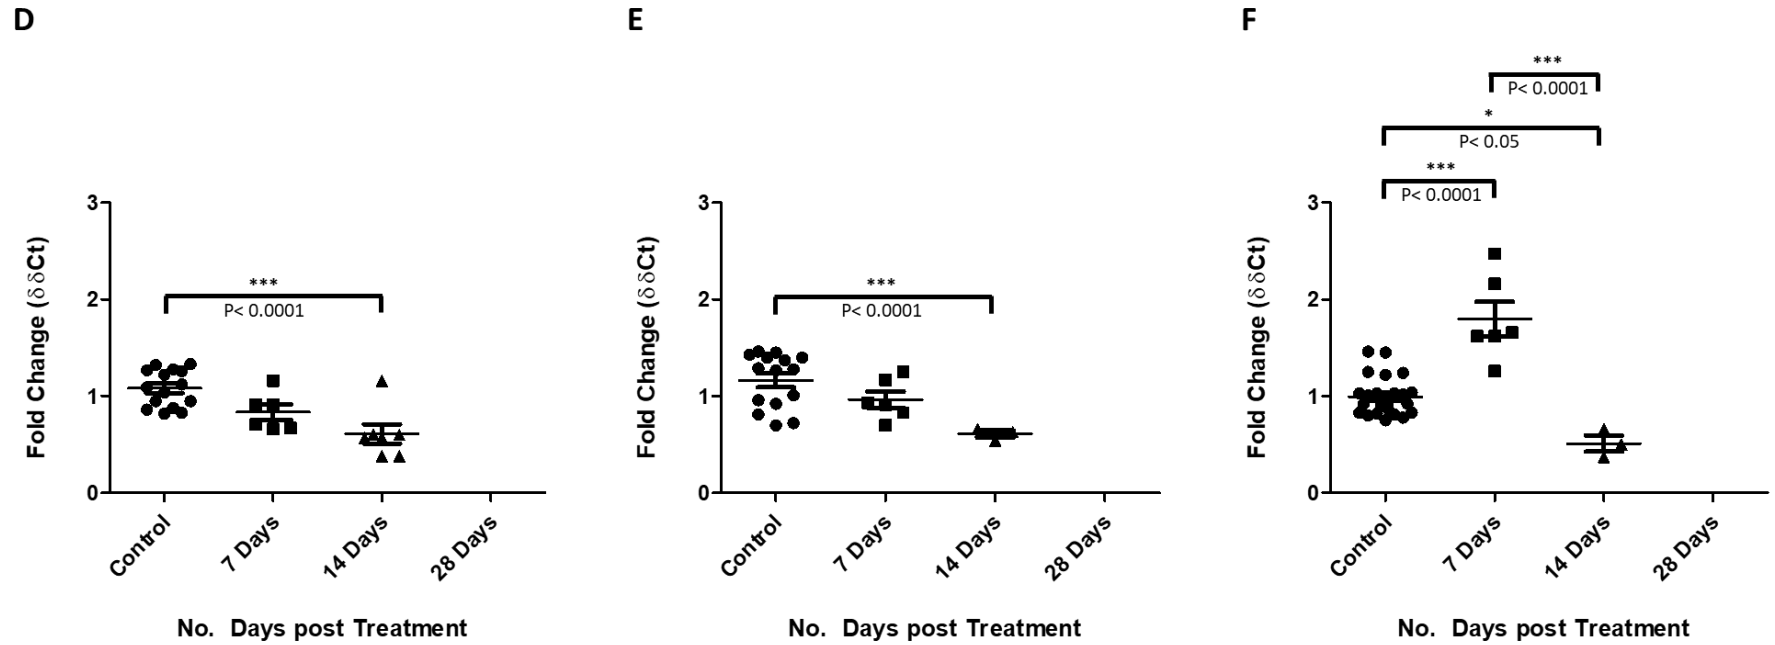 D
E
F
***
P< 0.0001
*
P< 0.05
***
P< 0.0001
3
2
1
0
Fold Change (δδCt)
***
P< 0.0001
Control
7 Days
14 Days
28 Days
No. Days post Treatment
3
2
1
0
Fold Change (δδCt)
***
P< 0.0001
Control
7 Days
14 Days
28 Days
No. Days post Treatment
3
2
1
0
Fold Change (δδCt)
Control
7 Days
14 Days
28 Days
No. Days post Treatment